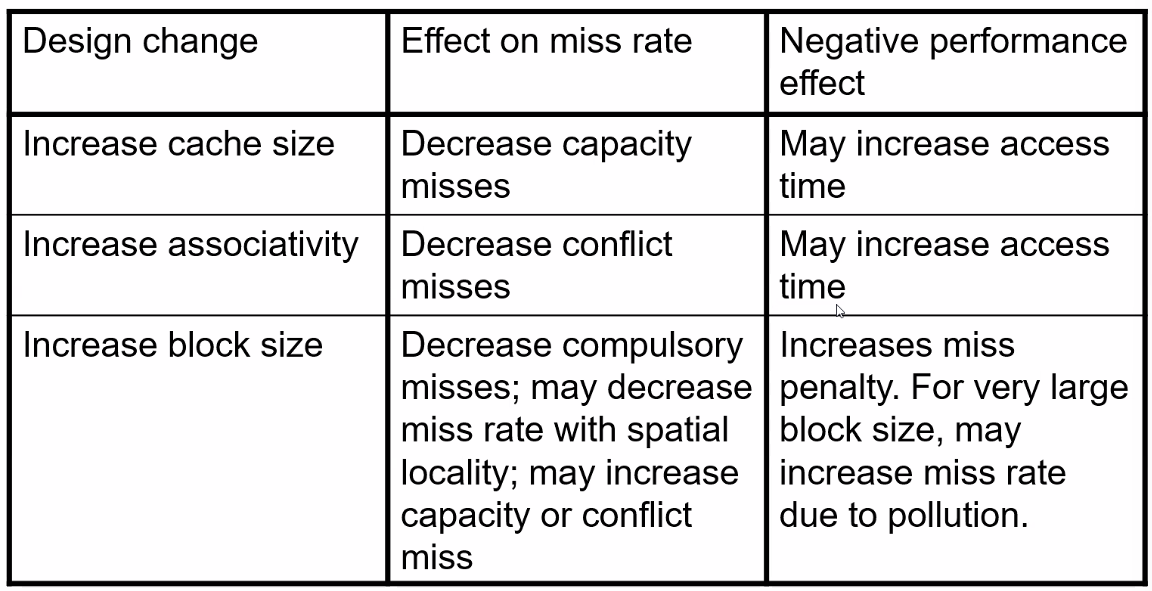 Design change
Effect on miss rate
Negative performance
effect
Increase cache size
Decrease capacity
misses
May increase access
time
Increase associativity
Decrease conflict
misses
May increase access
time
Increase block size
Decrease compulsory
misses; may decrease
miss rate with spatial
locality; may increase
capacity or conflict
miss
Increases miss
penalty. For very large
block size, may
increase miss rate
due to pollution.